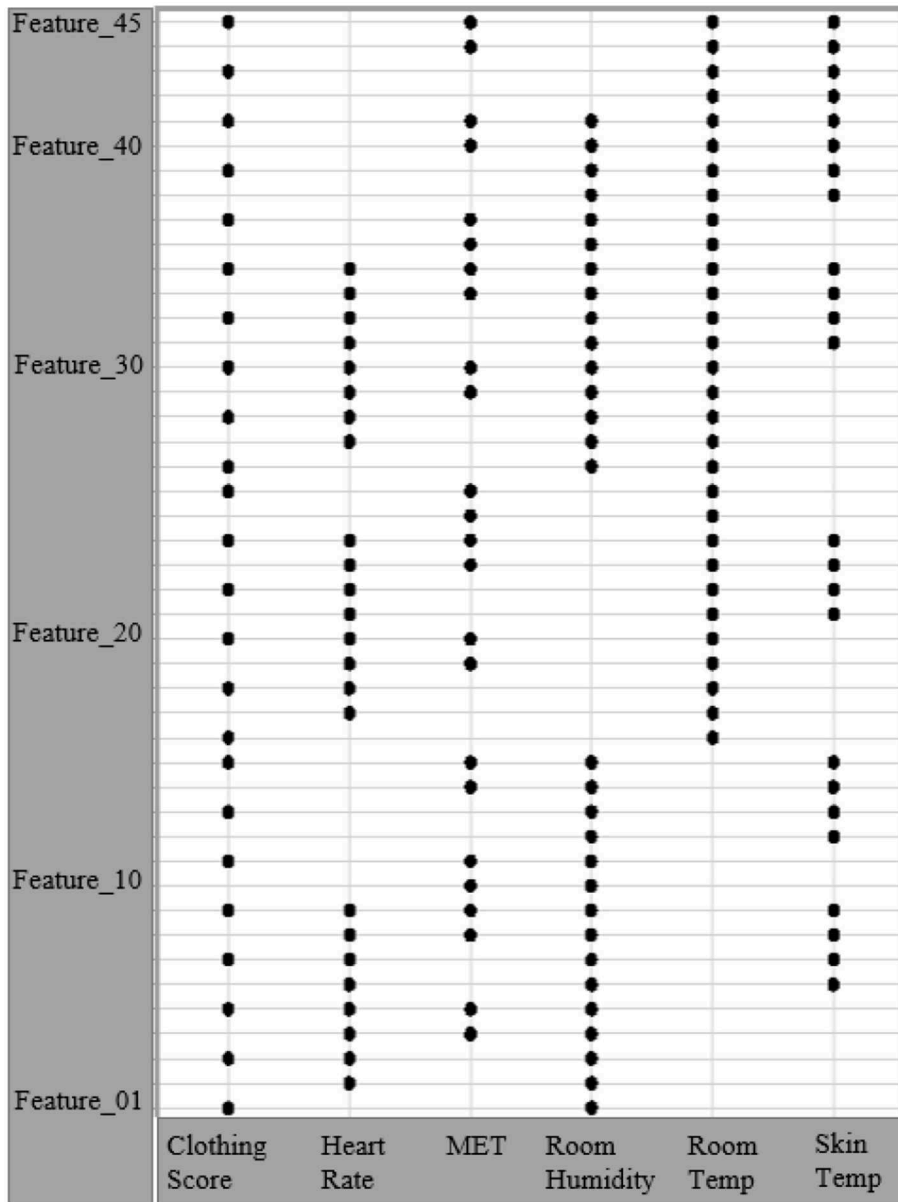 Feature_45
Feature_40
Feature_30
Feature_20
Feature_10
Feature_01
Clothing
Score
Heart
Rate
MET
Room
Humidity
Room
Temp
Skin
Temp